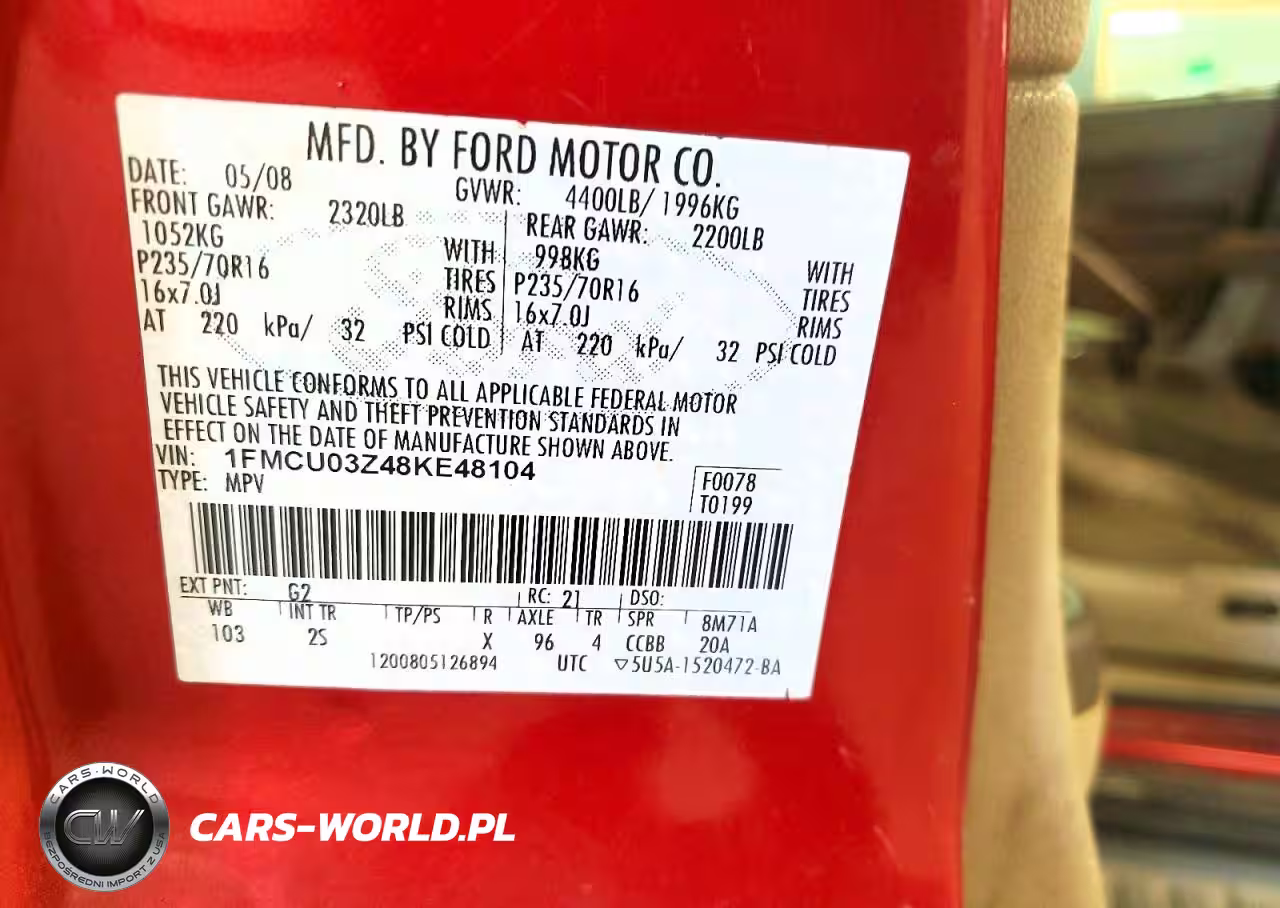 MFD. BY FORD MOTOR CO.
DATE: 05/08 GVWR: 4400LB/ 1996KG
FRONT GAWR: 2320LB REAR GAWR: 2200LB
1052KG WITH 998KG WITH
P235/70R16 TIRES P235/70R16 TIRES
16x7.0J RIMS 16x7.0J RIMS
AT 220 kPa/ 32 PSI COLD AT 220 kPa/ 32 PSI COLD
THIS VEHICLE CONFORMS TO ALL APPLICABLE FEDERAL MOTOR
VEHICLE SAFETY AND THEFT PREVENTION STANDARDS IN
EFFECT ON THE DATE OF MANUFACTURE SHOWN ABOVE.
VIN: 1FMCU03Z48KE48104
TYPE: MPV
F0078
T0199
EXT PNT: G2 RC: 21 DSO:
WB INT TR TP/PS R AXLE TR SPR 8M71A
103 2S X 96 4 CCBB 20A
1200805126894 UTC ▽5U5A-1520472-BA
CARS-WORLD
CW
BEZPOŚREDNI IMPORT Z USA
CARS-WORLD.PL